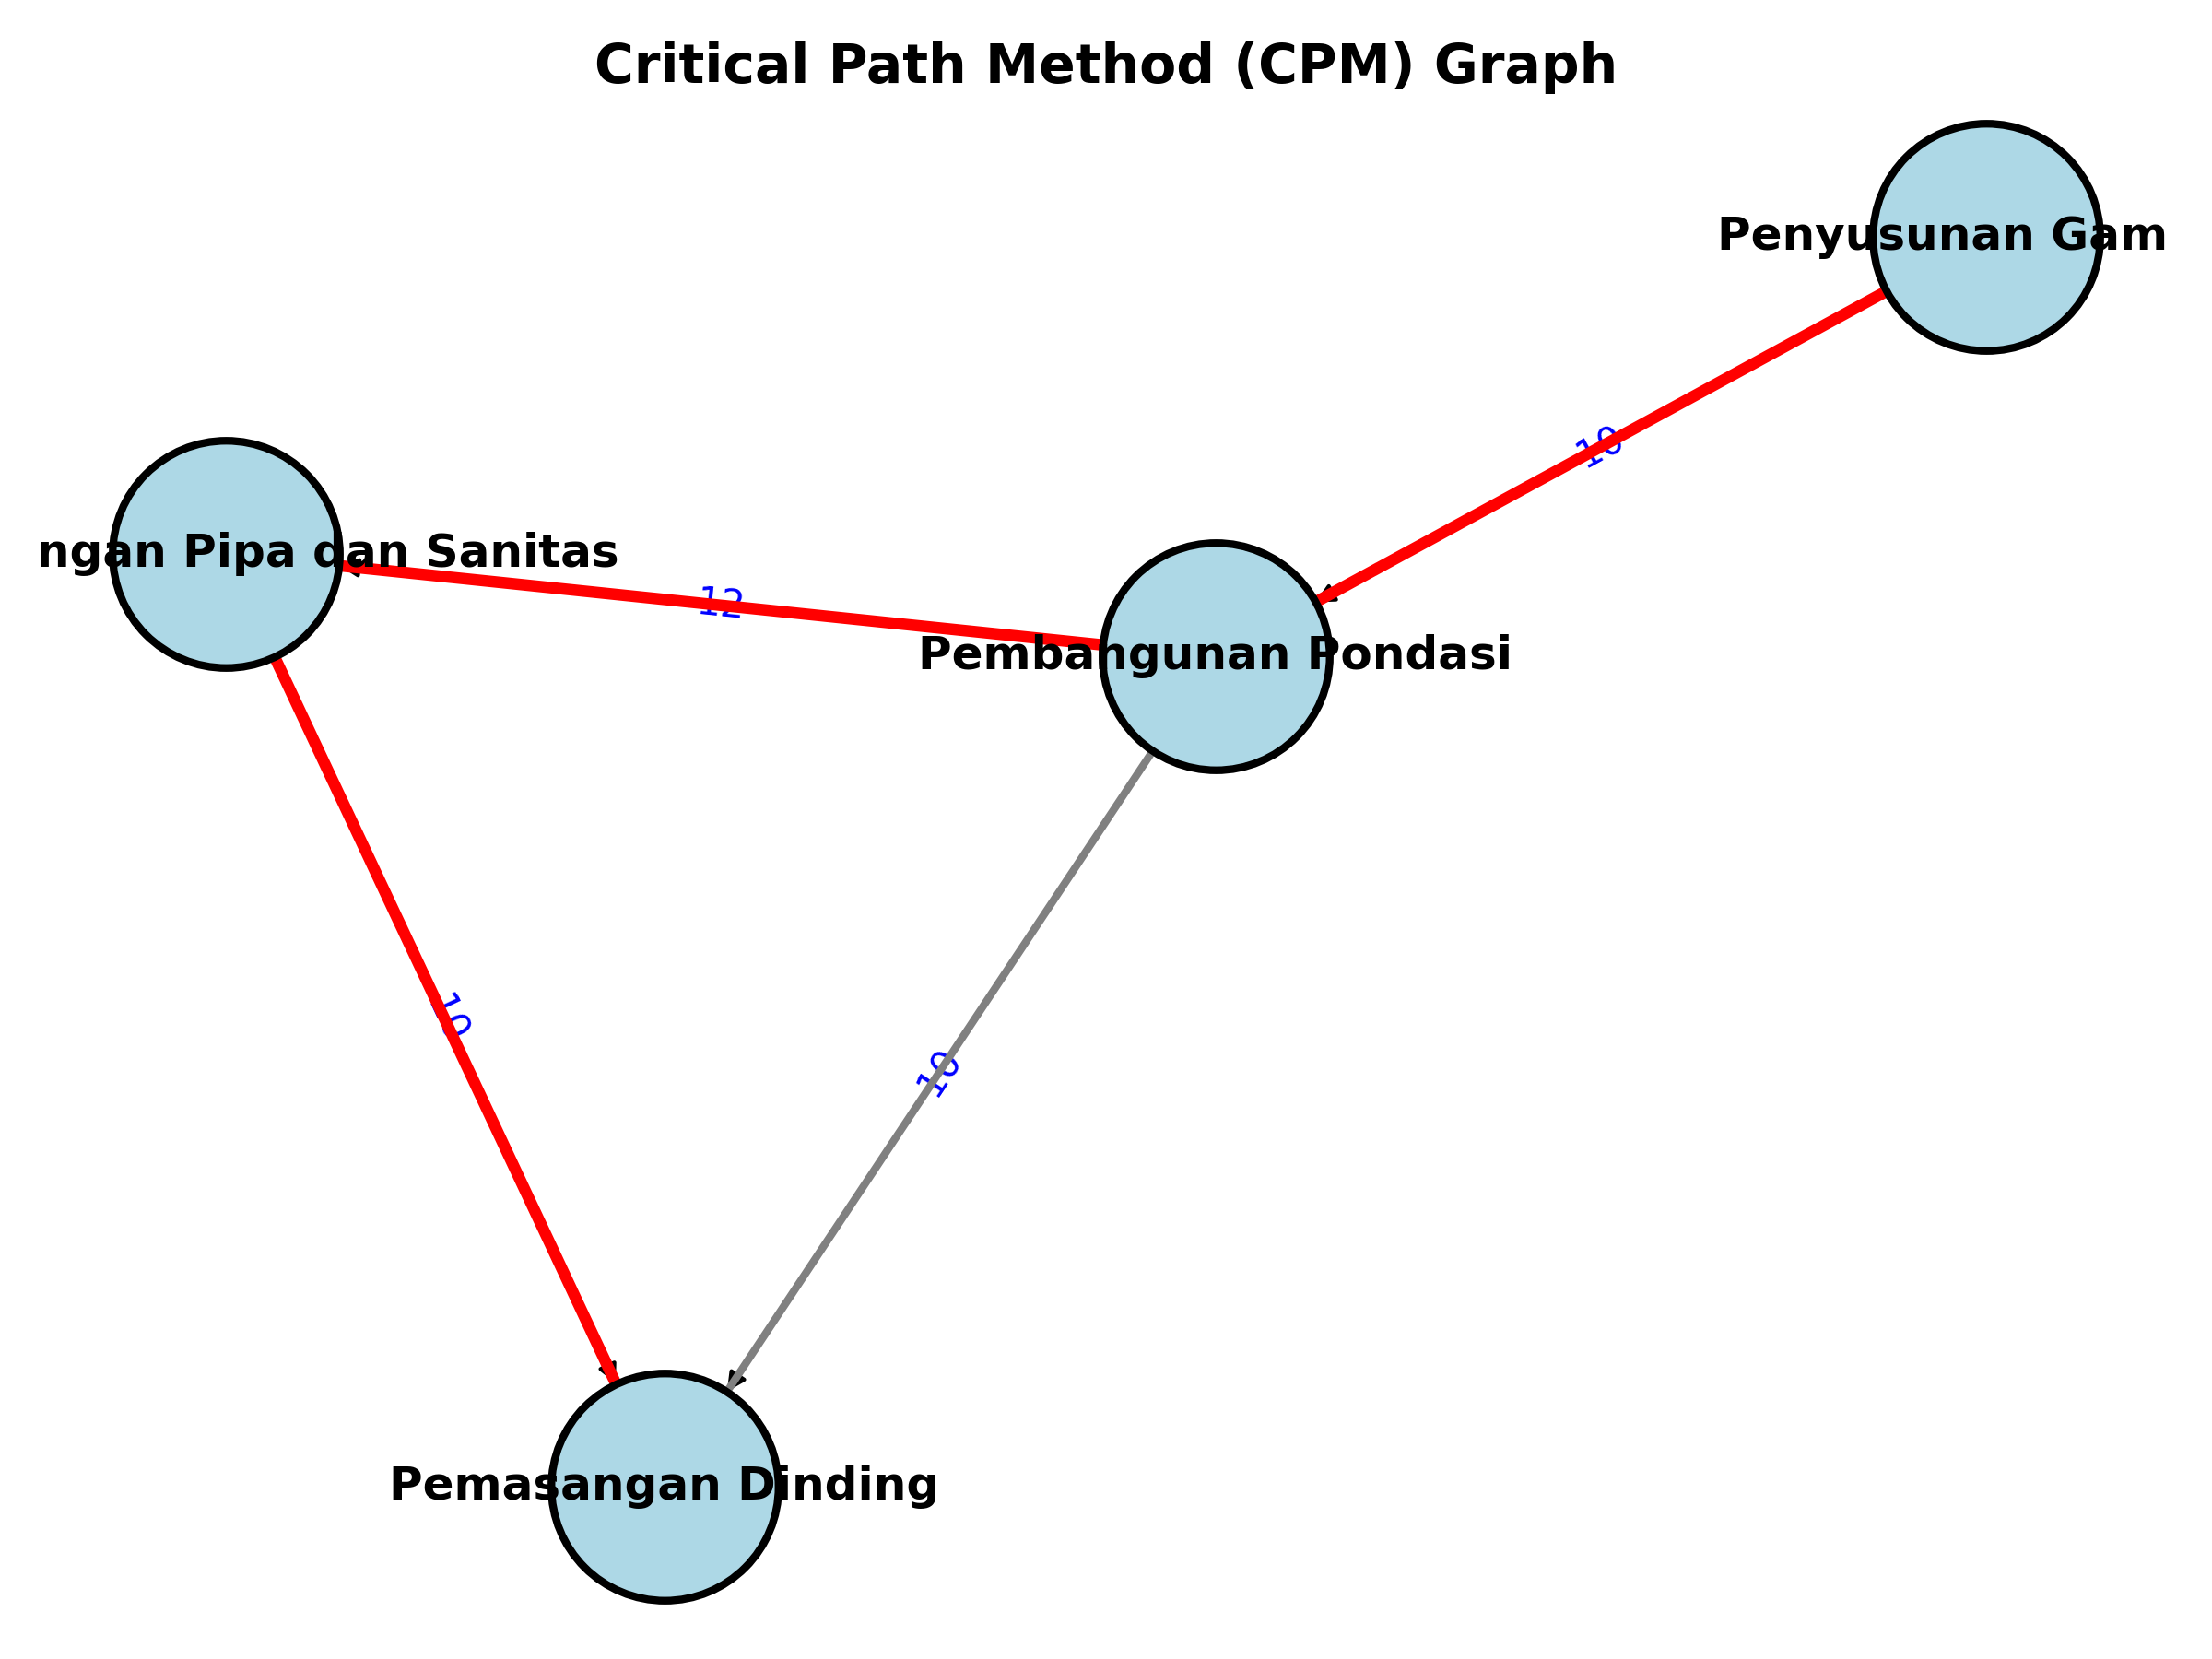 Critical Path Method (CPM) Graph
Penyusunan Gam
10
ngan Pipa dan Sanitas
12
Pembangunan Pondasi
10
10
Pemasangan Dinding